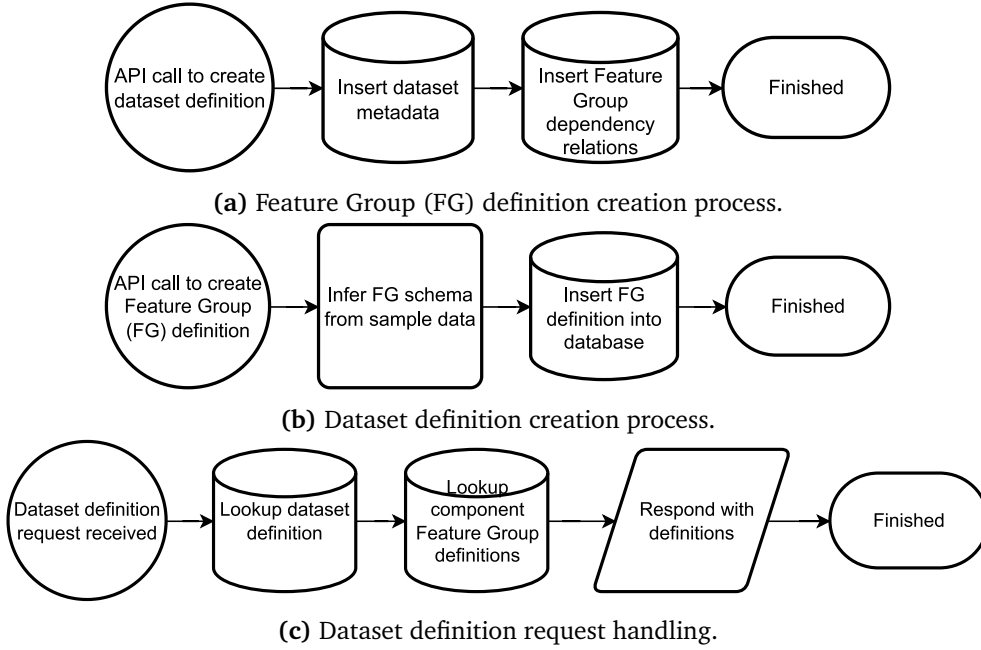 API call to create
dataset definition
Insert dataset
metadata
Insert Feature
Group
dependency
relations
Finished
(a) Feature Group (FG) definition creation process.
API call to create
Feature Group
(FG) definition
Infer FG schema
from sample data
Insert FG
definition into
database
Finished
(b) Dataset definition creation process.
Dataset definition
request received
Lookup dataset
definition
Lookup
component
Feature Group
definitions
Respond with
definitions
Finished
(c) Dataset definition request handling.